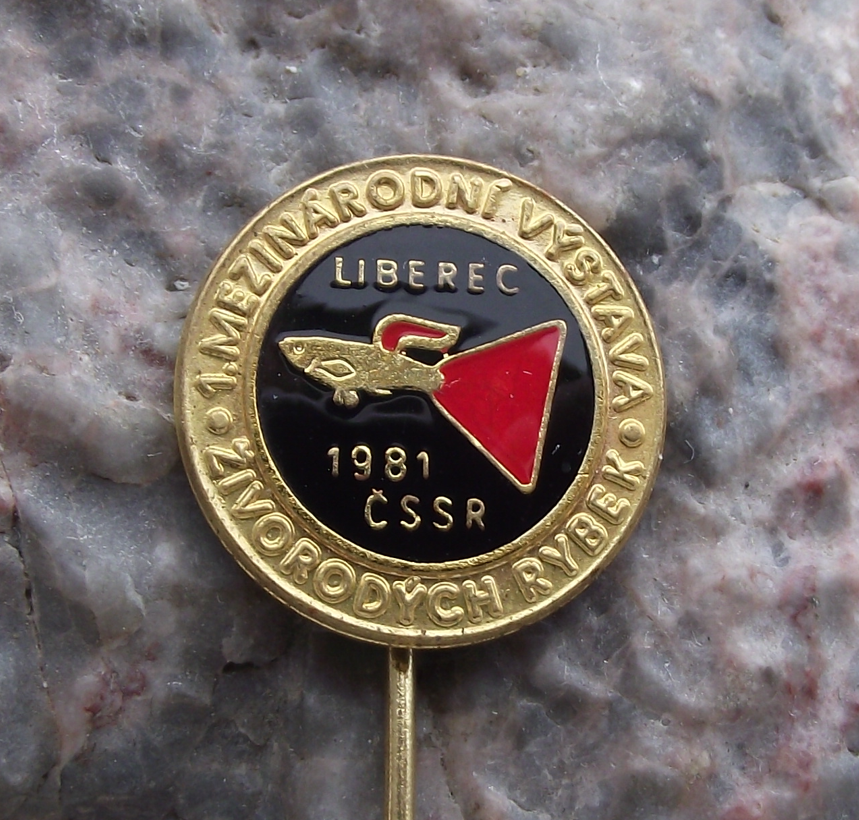 1. MEZINÁRODNÍ VÝSTAVA
ŽIVORODÝCH RYBEK
LIBEREC
1981
ČSSR